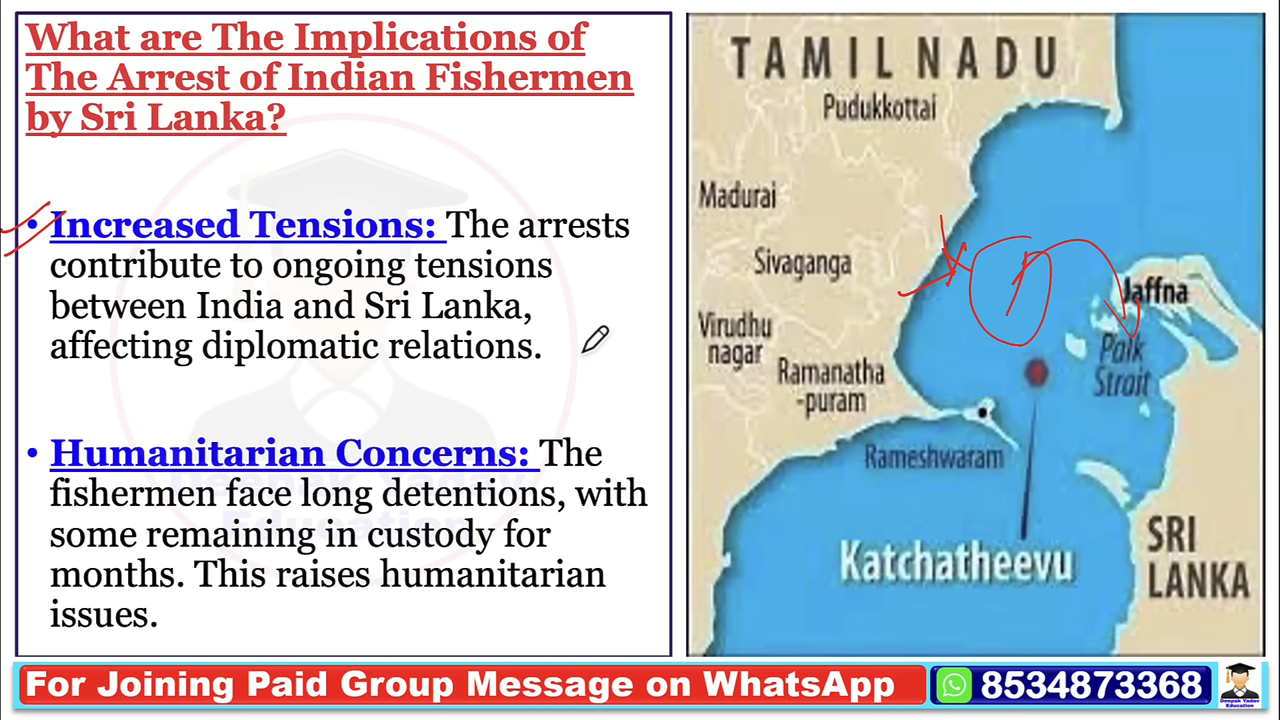 What are The Implications of
The Arrest of Indian Fishermen
by Sri Lanka?
• Increased Tensions: The arrests
contribute to ongoing tensions
between India and Sri Lanka,
affecting diplomatic relations.
• Humanitarian Concerns: The
fishermen face long detentions, with
some remaining in custody for
months. This raises humanitarian
issues.
TAMIL NADU
Pudukkottai
Madurai
Sivaganga
Jaffna
Virudhu
nagar
Palk
Strait
Ramanatha
-puram
Rameshwaram
Katchatheevu
SRI
LANKA
For Joining Paid Group Message on WhatsApp
8534873368
Deepak Yadav
Education